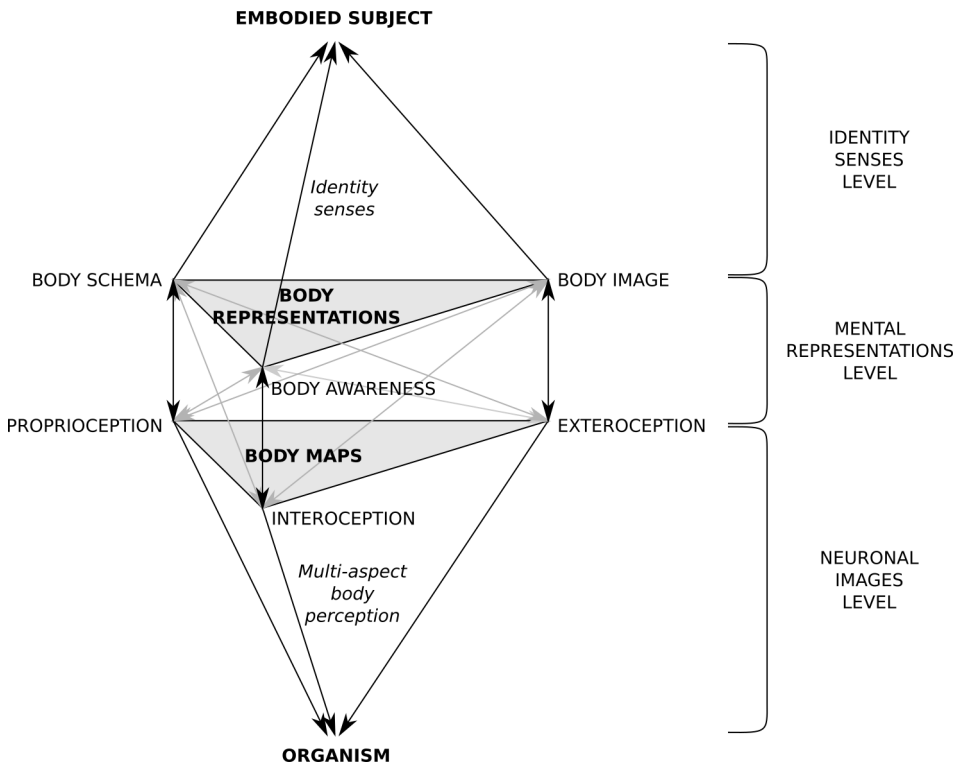 EMBODIED SUBJECT
IDENTITY
SENSES
LEVEL
Identity
senses
BODY SCHEMA
BODY IMAGE
BODY
REPRESENTATIONS
MENTAL
REPRESENTATIONS
LEVEL
BODY AWARENESS
PROPRIOCEPTION
EXTEROCEPTION
BODY MAPS
INTEROCEPTION
NEURONAL
IMAGES
LEVEL
Multi-aspect
body
perception
ORGANISM